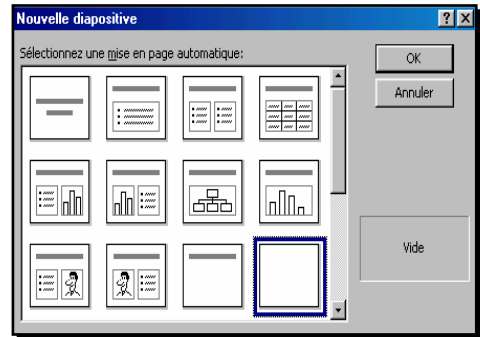 Nouvelle diapositive
Sélectionnez une mise en page automatique:
OK
Annuler
Vide